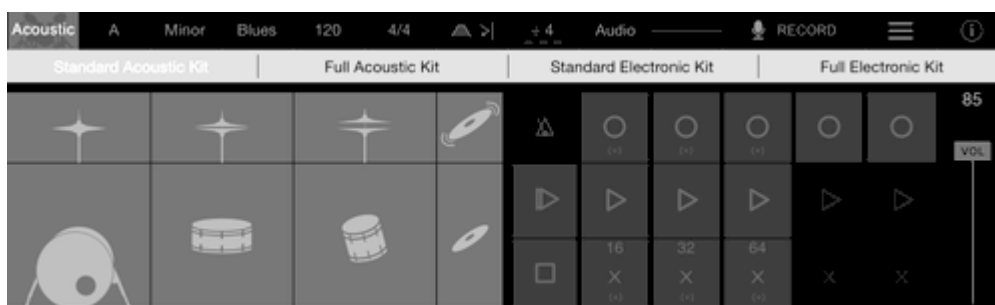 Acoustic A Minor Blues 120 4/4 ÷ 4 Audio RECORD
Standard Acoustic Kit Full Acoustic Kit Standard Electronic Kit Full Electronic Kit
85
(+) (+) (+)
VOL
16 32 64
(+) (+) (+)